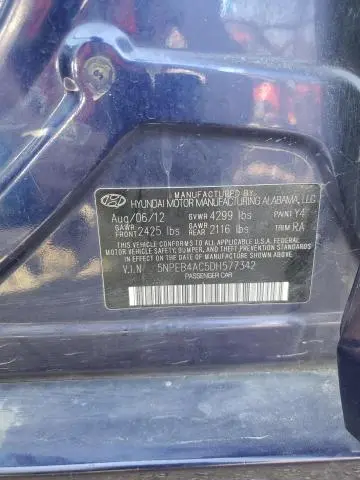 MANUFACTURED BY
HYUNDAI MOTOR MANUFACTURING ALABAMA, LLC
Aug/06/12 GVWR 4299 lbs PAINT Y4
GAWR FRONT 2425 lbs GAWR REAR 2116 lbs TRIM RA
THIS VEHICLE CONFORMS TO ALL APPLICABLE U.S.A. FEDERAL
MOTOR VEHICLE SAFETY, BUMPER, AND THEFT PREVENTION STANDARDS
IN EFFECT ON THE DATE OF MANUFACTURE SHOWN ABOVE.
V.I.N 5NPEB4AC5DH577342
PASSENGER CAR